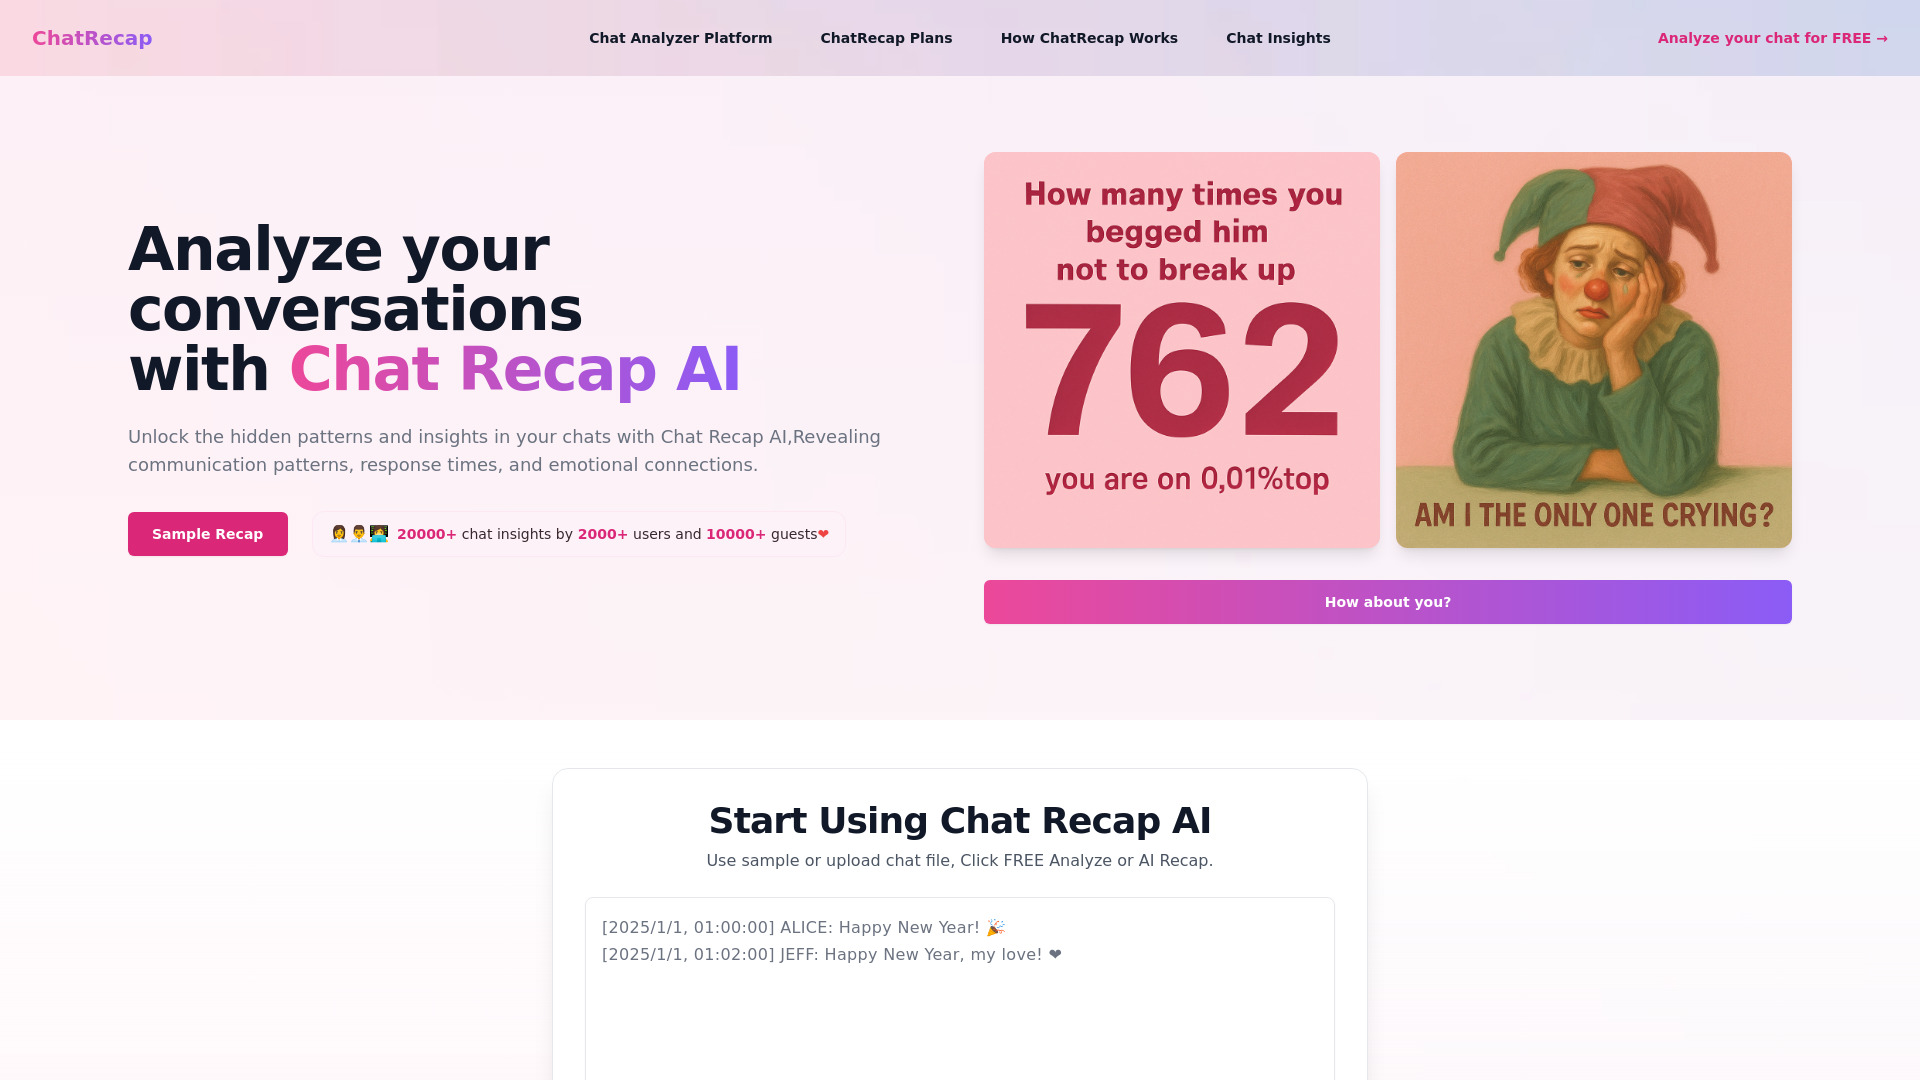 ChatRecap
Chat Analyzer Platform
ChatRecap Plans
How ChatRecap Works
Chat Insights
Analyze your chat for FREE →
Analyze your
conversations
with Chat Recap AI
Unlock the hidden patterns and insights in your chats with Chat Recap AI,Revealing
communication patterns, response times, and emotional connections.
Sample Recap
20000+ chat insights by 2000+ users and 10000+ guests❤
How many times you
begged him
not to break up
762
you are on 0,01%top
AM I THE ONLY ONE CRYING?
How about you?
Start Using Chat Recap AI
Use sample or upload chat file, Click FREE Analyze or AI Recap.
[2025/1/1, 01:00:00] ALICE: Happy New Year! 🎉
[2025/1/1, 01:02:00] JEFF: Happy New Year, my love! ❤